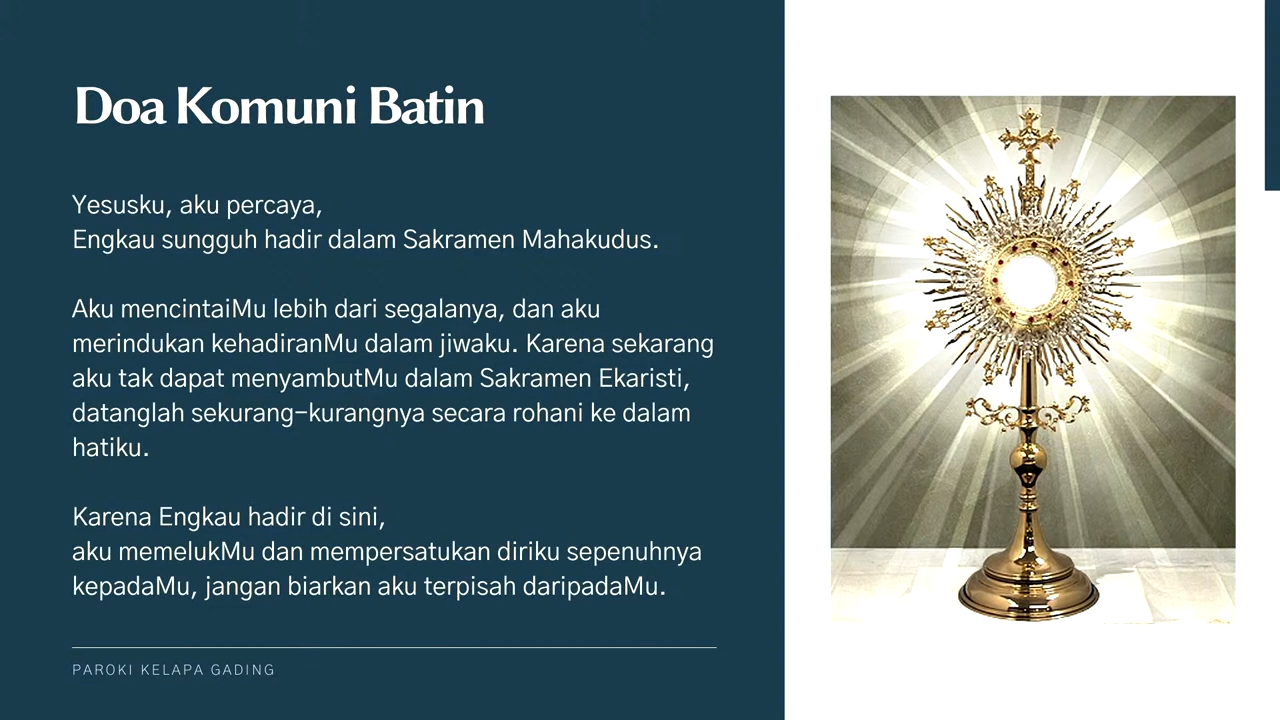 Doa Komuni Batin
Yesusku, aku percaya,
Engkau sungguh hadir dalam Sakramen Mahakudus.
Aku mencintaiMu lebih dari segalanya, dan aku
merindukan kehadiranMu dalam jiwaku. Karena sekarang
aku tak dapat menyambutMu dalam Sakramen Ekaristi,
datanglah sekurang-kurangnya secara rohani ke dalam
hatiku.
Karena Engkau hadir di sini,
aku memelukMu dan mempersatukan diriku sepenuhnya
kepadaMu, jangan biarkan aku terpisah daripadaMu.
PAROKI KELAPA GADING